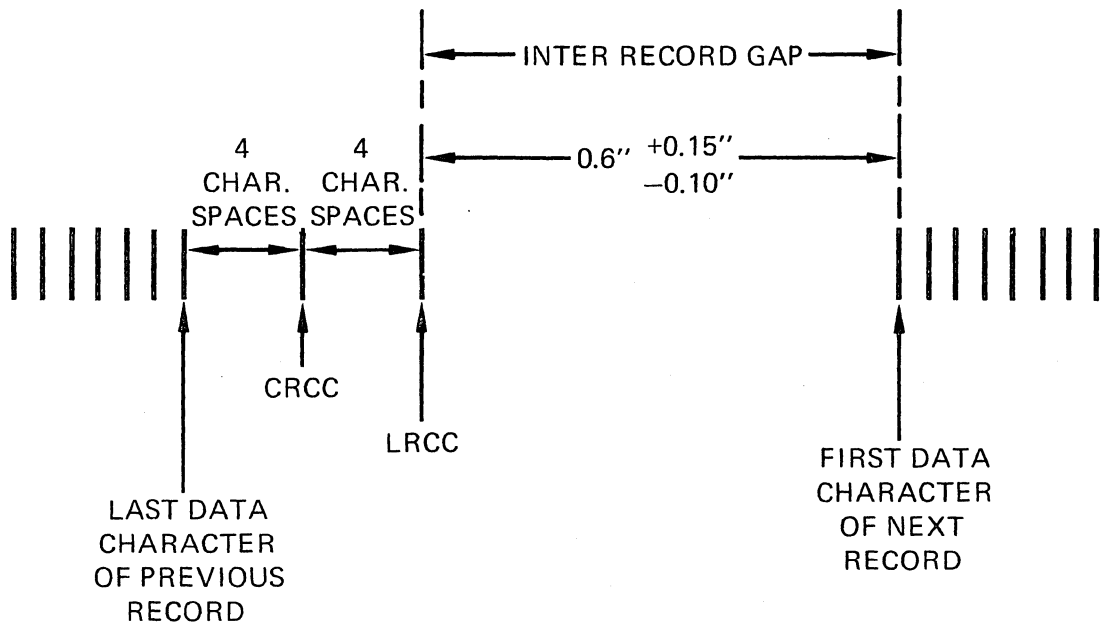 INTER RECORD GAP
0.6″ +0.15″
−0.10″
4
CHAR.
SPACES
4
CHAR.
SPACES
CRCC
LRCC
LAST DATA
CHARACTER
OF PREVIOUS
RECORD
FIRST DATA
CHARACTER
OF NEXT
RECORD